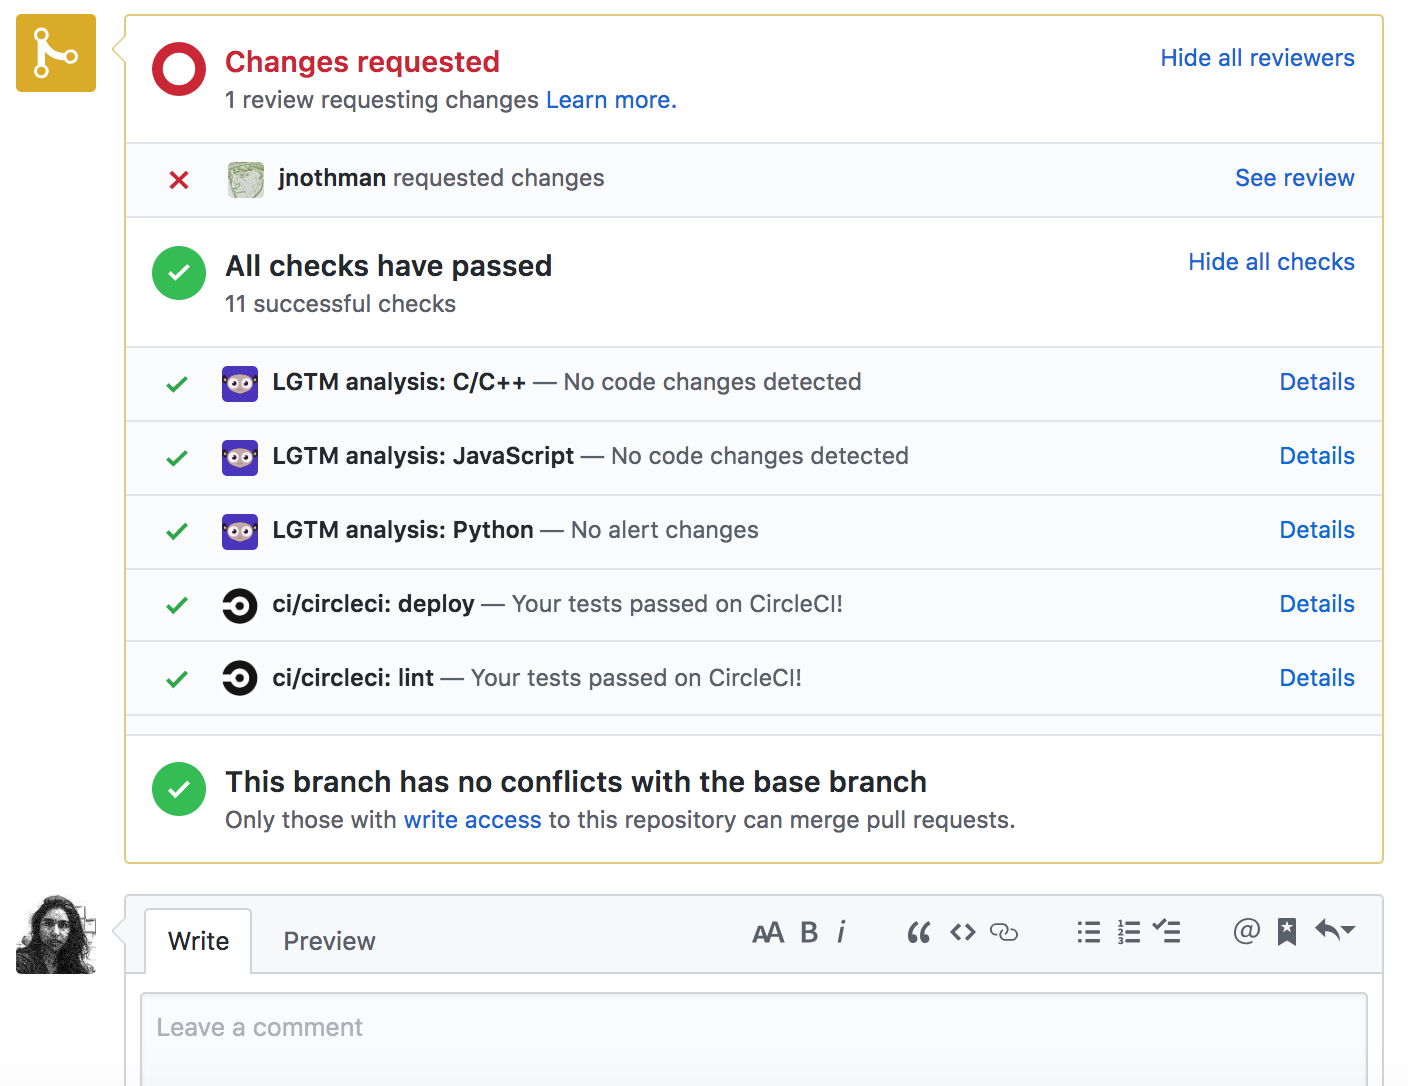 Changes requested
Hide all reviewers
1 review requesting changes Learn more.
jnothman requested changes
See review
All checks have passed
Hide all checks
11 successful checks
LGTM analysis: C/C++ — No code changes detected
Details
LGTM analysis: JavaScript — No code changes detected
Details
LGTM analysis: Python — No alert changes
Details
ci/circleci: deploy — Your tests passed on CircleCI!
Details
ci/circleci: lint — Your tests passed on CircleCI!
Details
This branch has no conflicts with the base branch
Only those with write access to this repository can merge pull requests.
Write
Preview
AA B i “ <> @
Leave a comment